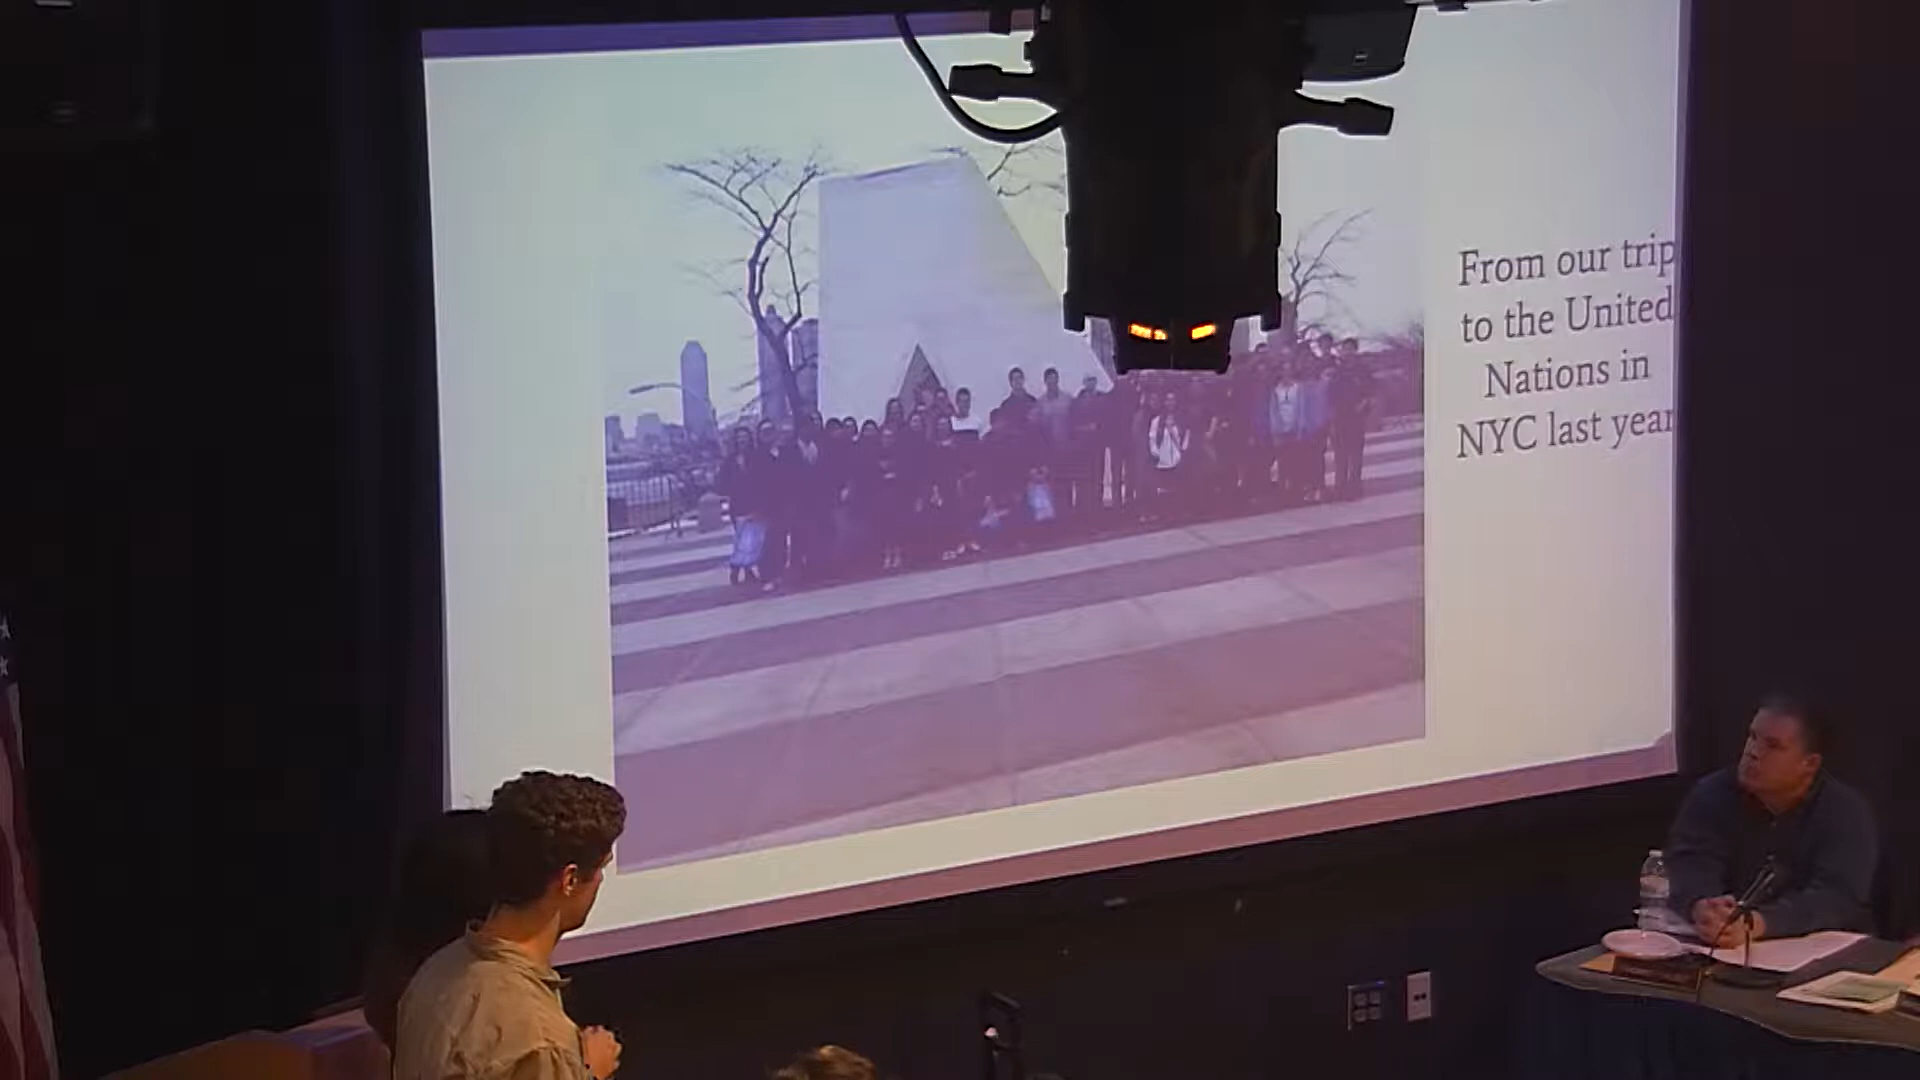 From our trip
to the United
Nations in
NYC last year